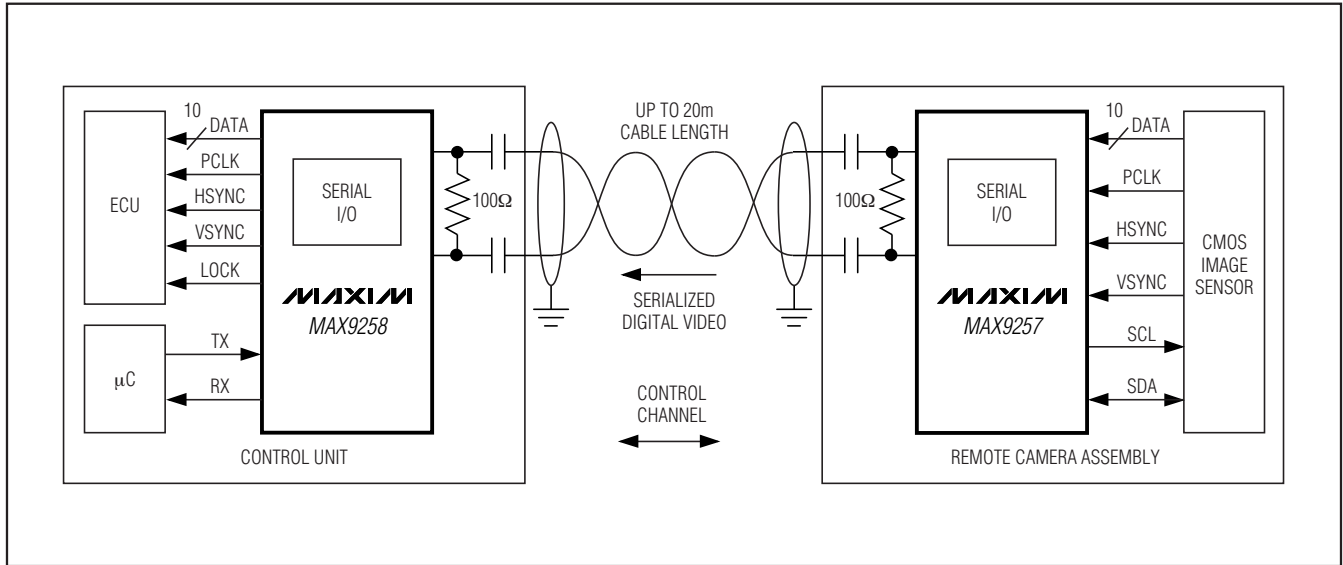 10
DATA
PCLK
HSYNC
VSYNC
LOCK
ECU
TX
RX
μC
SERIAL
I/O
MAXIM
MAX9258
CONTROL UNIT
100Ω
UP TO 20m
CABLE LENGTH
SERIALIZED
DIGITAL VIDEO
CONTROL
CHANNEL
100Ω
SERIAL
I/O
MAXIM
MAX9257
10
DATA
PCLK
HSYNC
VSYNC
SCL
SDA
CMOS
IMAGE
SENSOR
REMOTE CAMERA ASSEMBLY